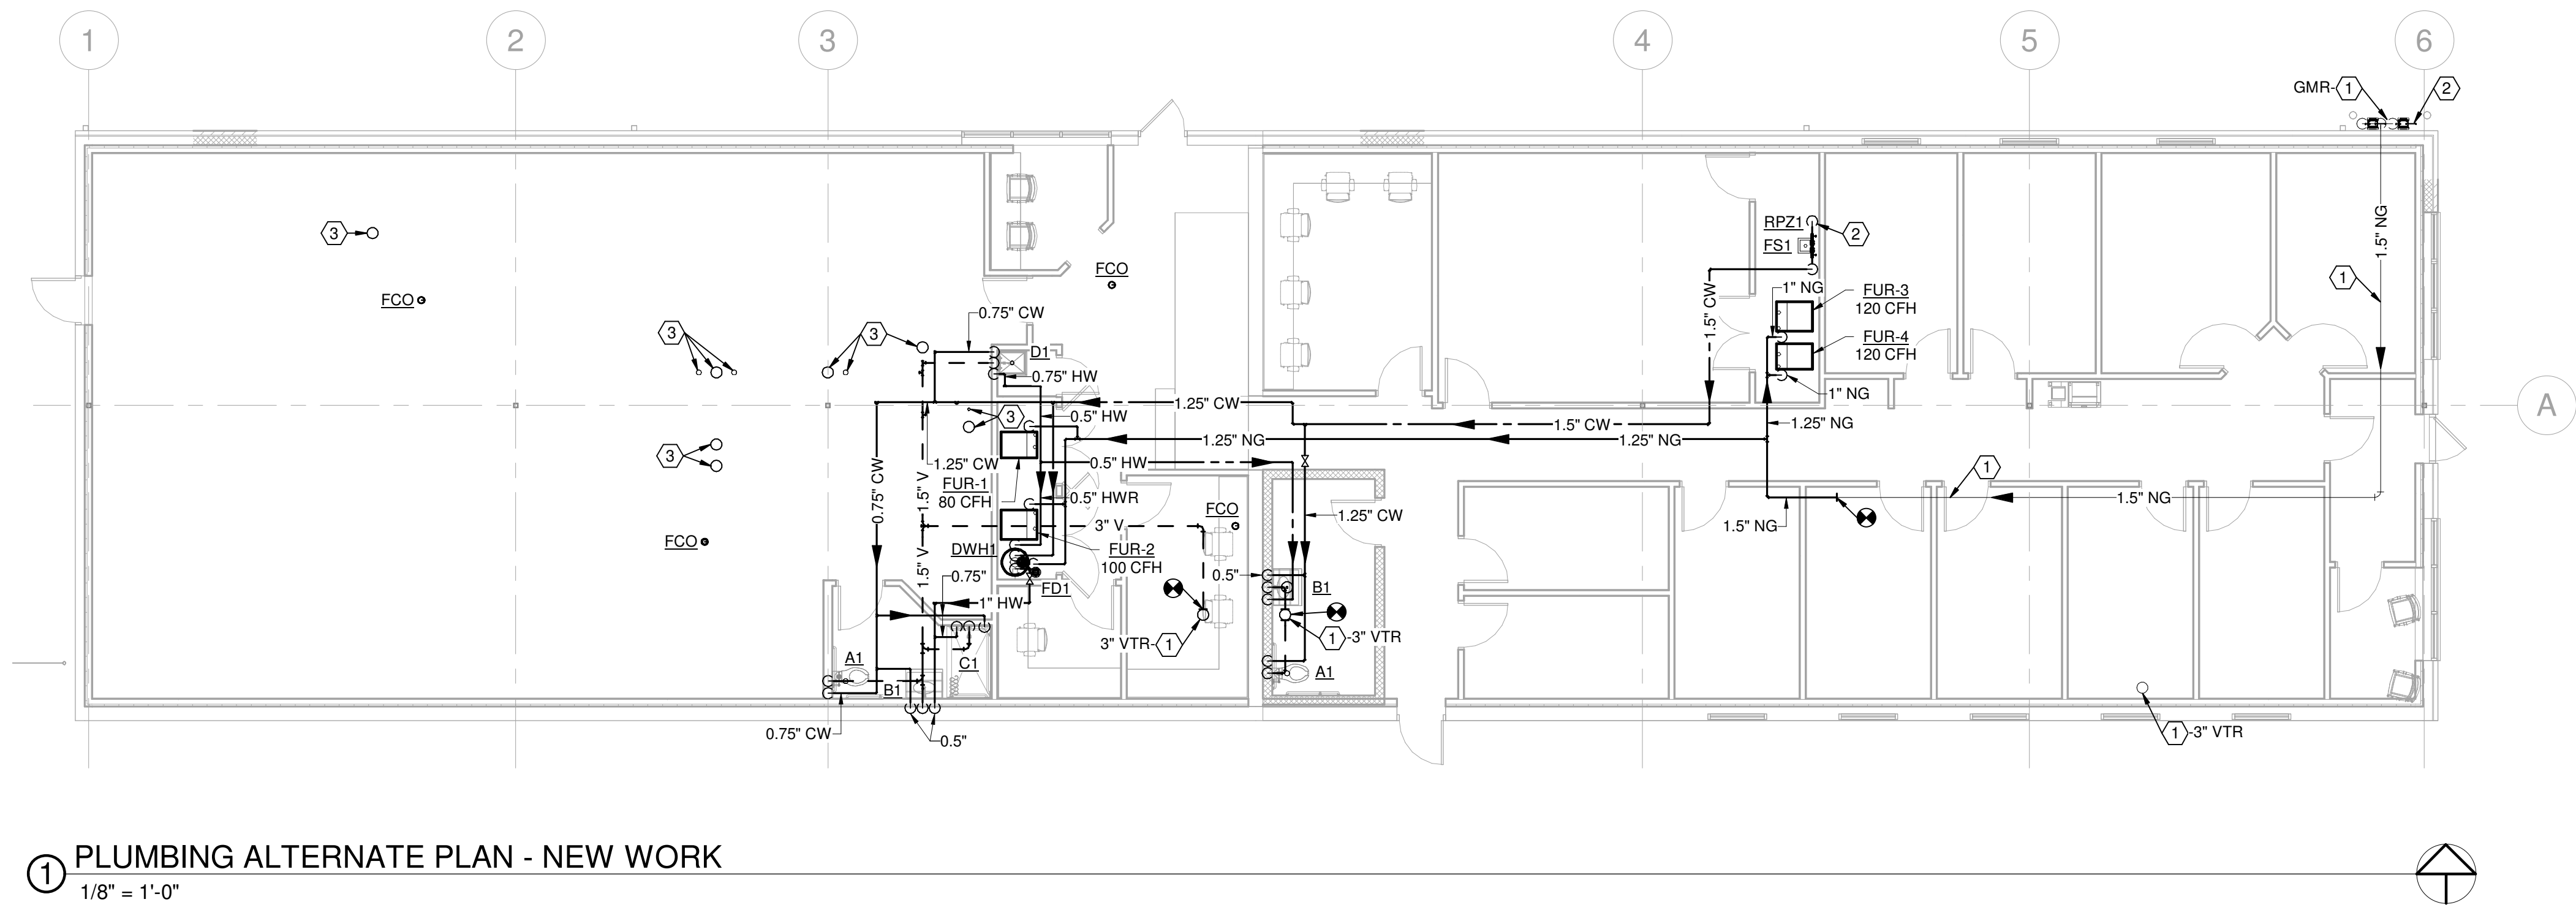 1
2
3
4
5
6
GMR-1
2
3
RPZ1
2
FS1
1.5" NG
FCO
FCO
1" NG
FUR-3
120 CFH
1
0.75" CW
1.5" CW
3
3
FUR-4
120 CFH
D1
0.75" HW
1" NG
1.25" CW
A
3
0.5" HW
1.5" CW
1.25" NG
1.25" NG
1.25" NG
3
1.25" CW
0.5" HW
1
FUR-1
80 CFH
0.75" CW
1.5" V
0.5" HWR
1.5" NG
FCO
1.25" CW
3" V
1.5" NG
FCO
DWH1
FUR-2
100 CFH
1.5" V
0.75"
0.5"
FD1
B1
1" HW
3" VTR-1
1-3" VTR
A1
C1
A1
B1
0.75" CW
0.5"
1-3" VTR
1
PLUMBING ALTERNATE PLAN - NEW WORK
1/8" = 1'-0"